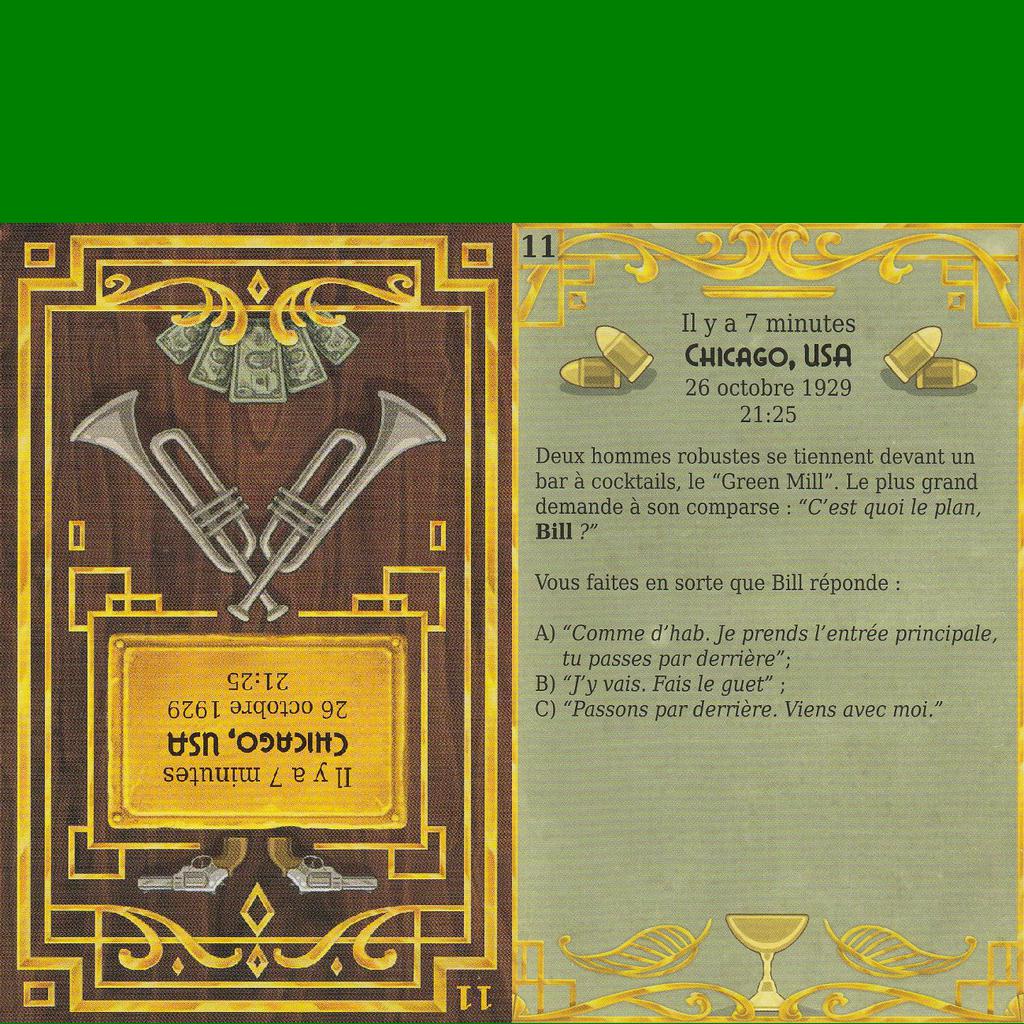 21:25
26 octobre 1929
CHICAGO, USA
Il y a 7 minutes
11
11
Il y a 7 minutes
CHICAGO, USA
26 octobre 1929
21:25
Deux hommes robustes se tiennent devant un
bar à cocktails, le “Green Mill”. Le plus grand
demande à son comparse : “C’est quoi le plan,
Bill ?”
Vous faites en sorte que Bill réponde :
A) “Comme d’hab. Je prends l’entrée principale,
tu passes par derrière”;
B) “J’y vais. Fais le guet” ;
C) “Passons par derrière. Viens avec moi.”